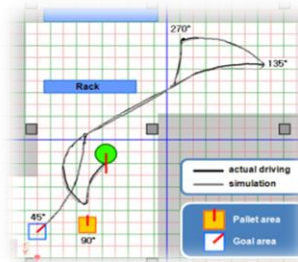 270°
135°
Rack
actual driving
simulation
45°
90°
Pallet area
Goal area